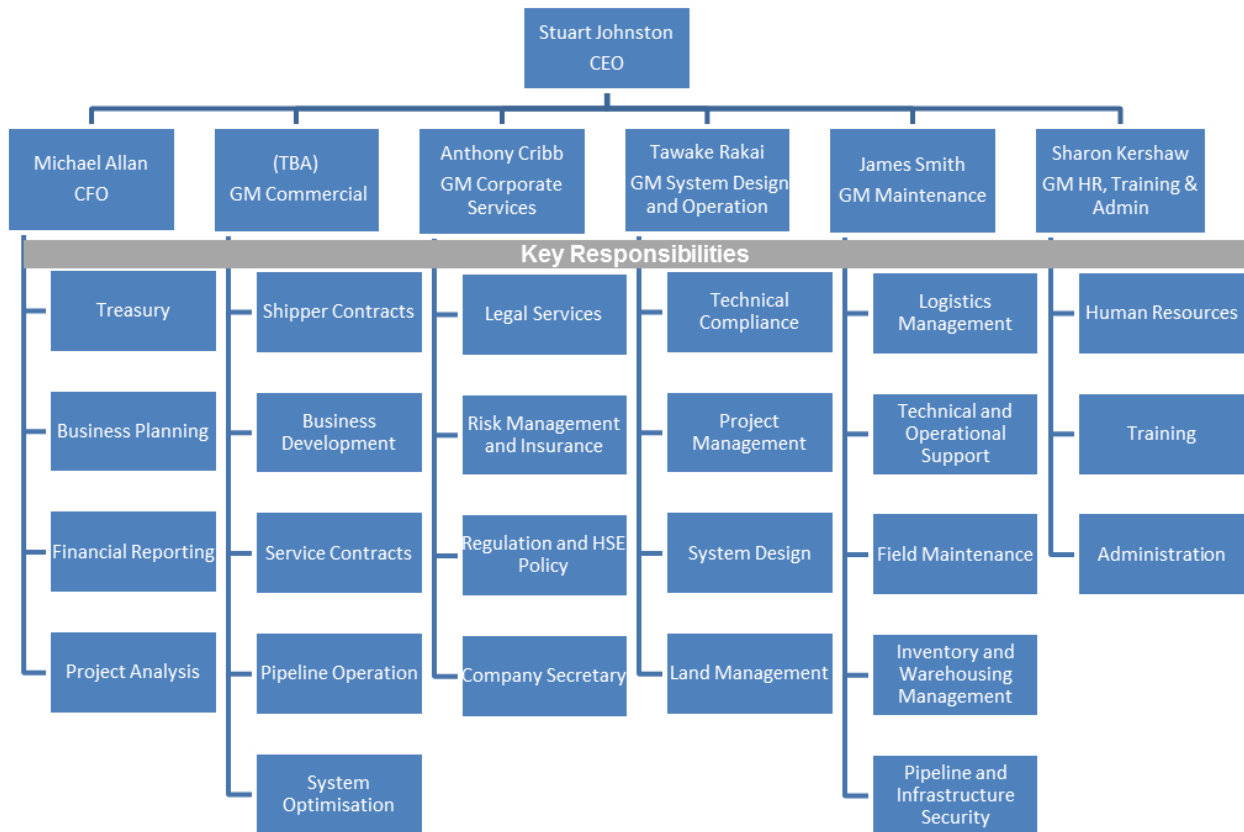 Stuart Johnston
CEO
Michael Allan
CFO
(TBA)
GM Commercial
Anthony Cribb
GM Corporate
Services
Tawake Rakai
GM System Design
and Operation
James Smith
GM Maintenance
Sharon Kershaw
GM HR, Training &
Admin
Key Responsibilities
Treasury
Business Planning
Financial Reporting
Project Analysis
Shipper Contracts
Business
Development
Service Contracts
Pipeline Operation
System
Optimisation
Legal Services
Risk Management
and Insurance
Regulation and HSE
Policy
Company Secretary
Technical
Compliance
Project
Management
System Design
Land Management
Logistics
Management
Technical and
Operational
Support
Field Maintenance
Inventory and
Warehousing
Management
Pipeline and
Infrastructure
Security
Human Resources
Training
Administration